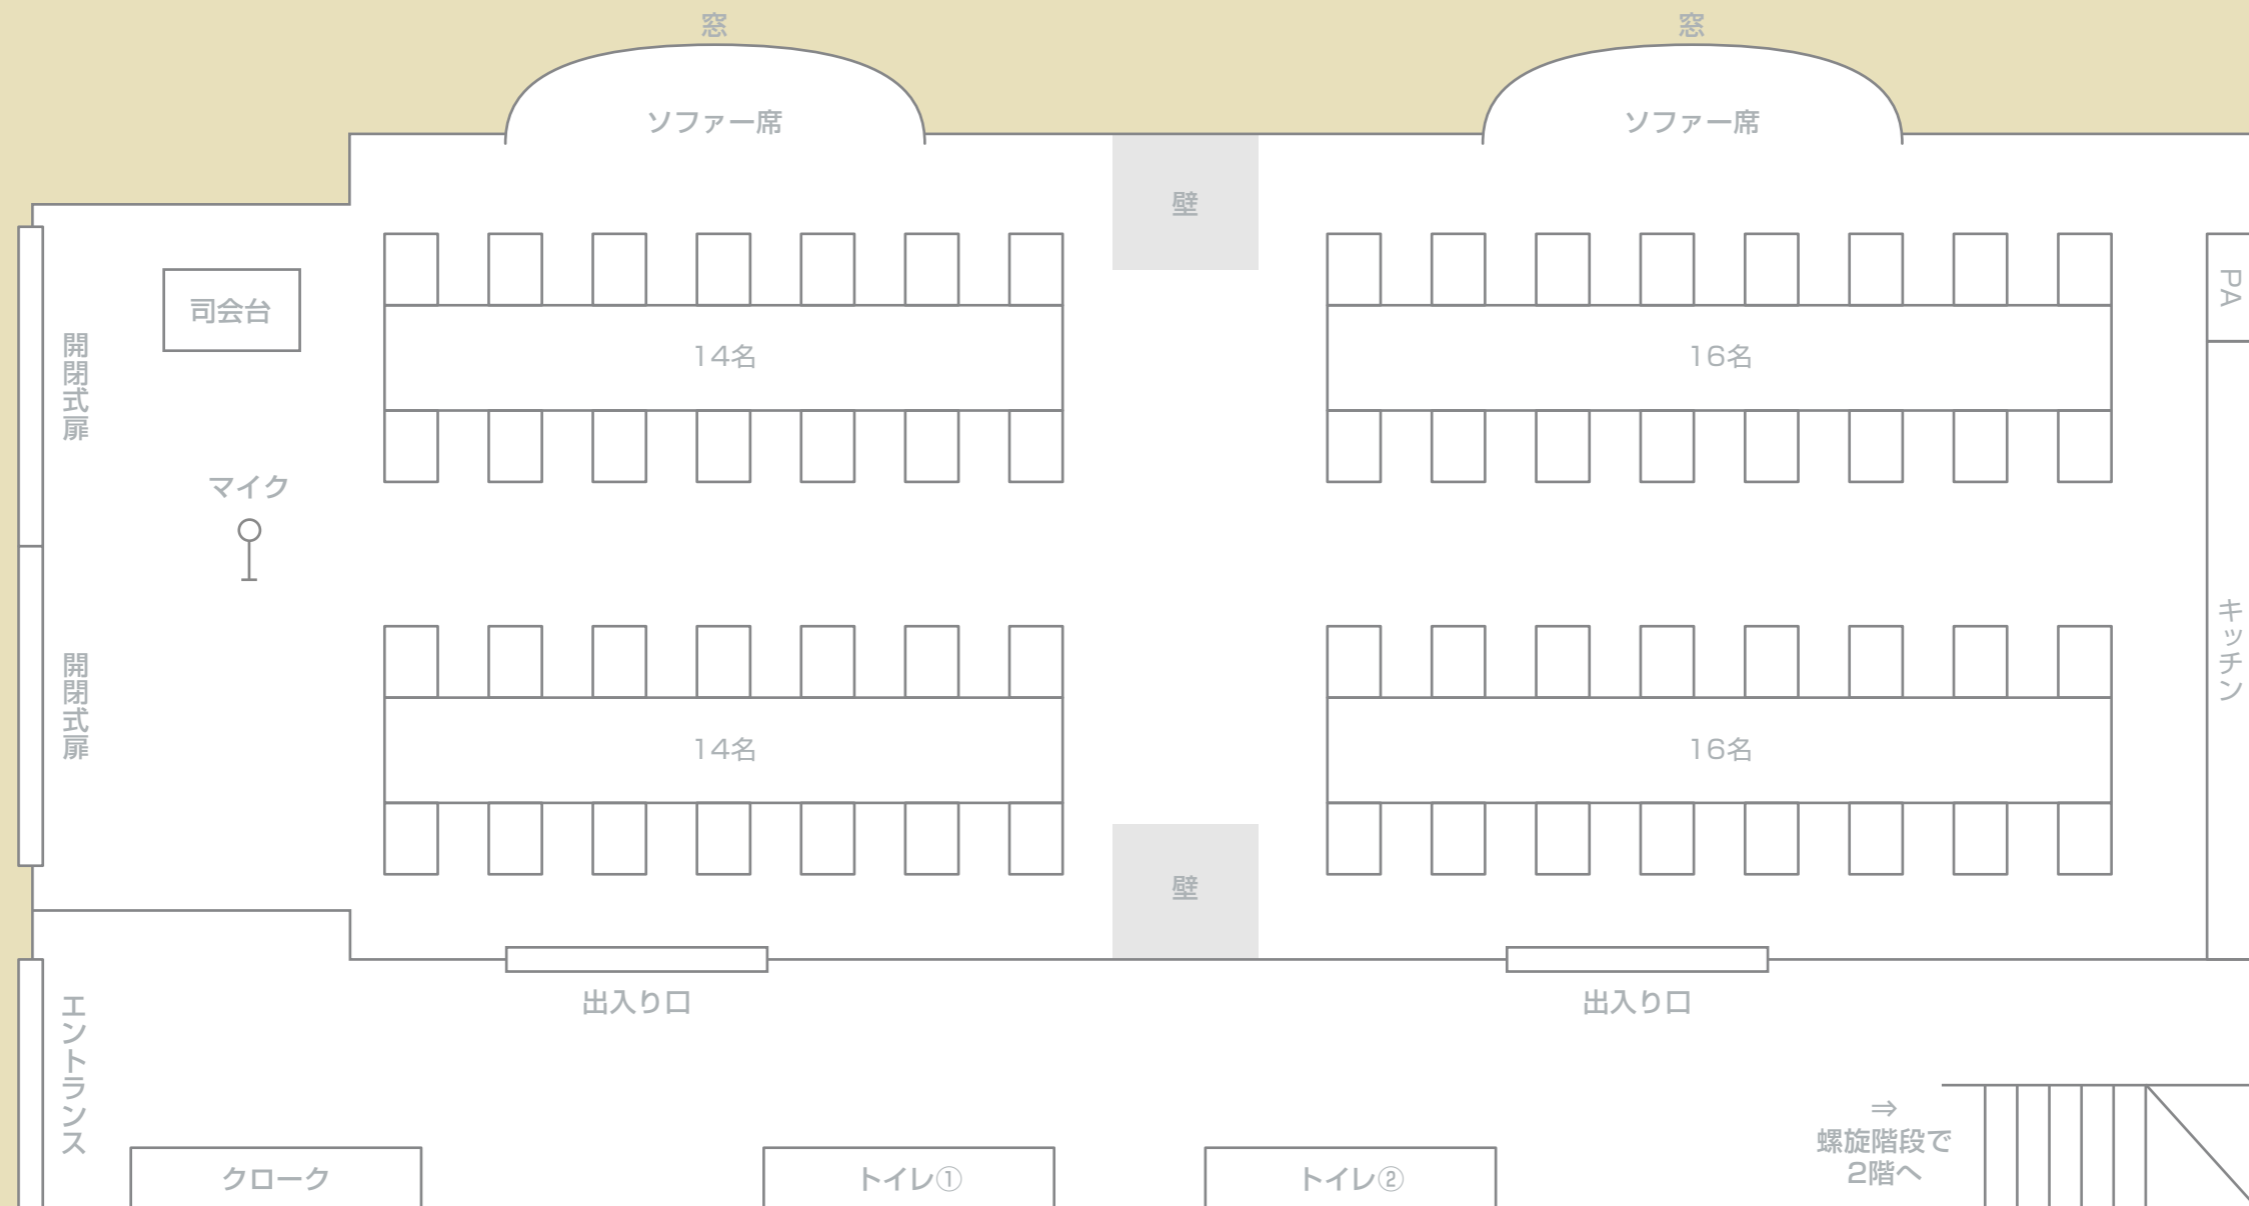 窓
窓
ソファー席
ソファー席
壁
司会台
PA
開閉式扉
14名
16名
マイク
キッチン
開閉式扉
14名
16名
壁
出入り口
出入り口
エントランス
⇒
螺旋階段で
2階へ
クローク
トイレ①
トイレ②